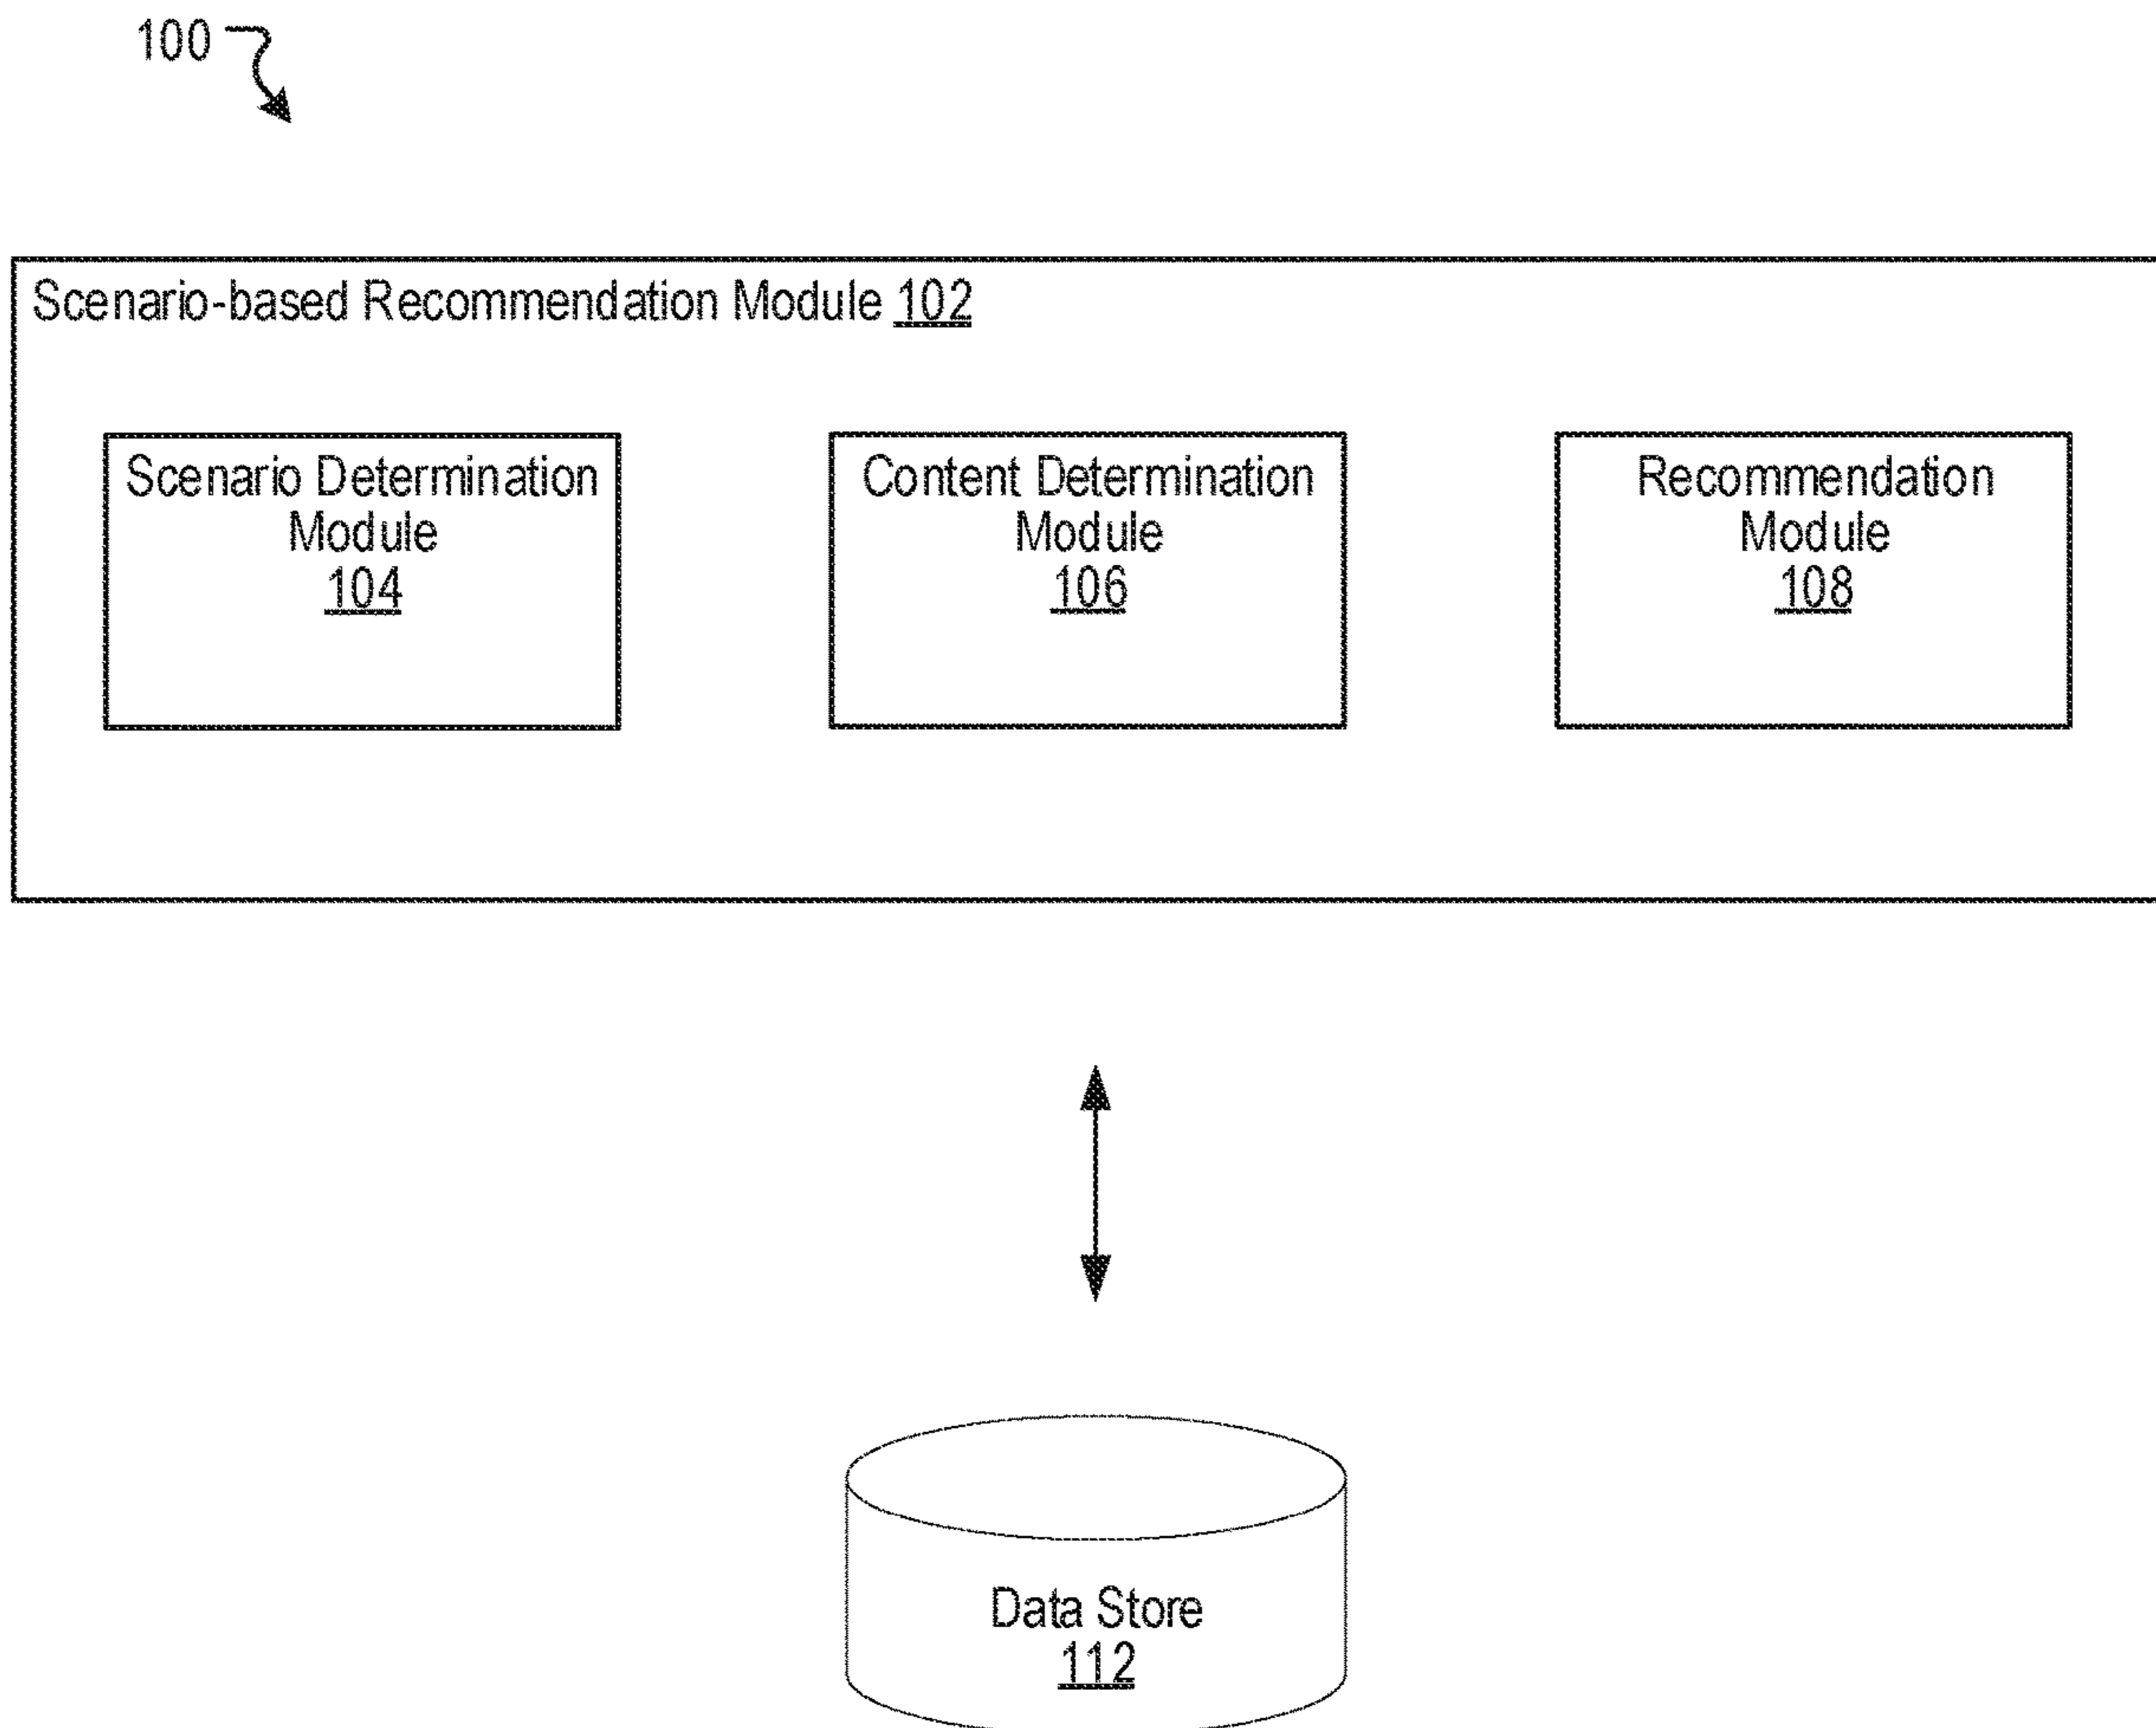 100
Scenario-based Recommendation Module 102
Scenario Determination
Module
104
Content Determination
Module
106
Recommendation
Module
108
Data Store
112